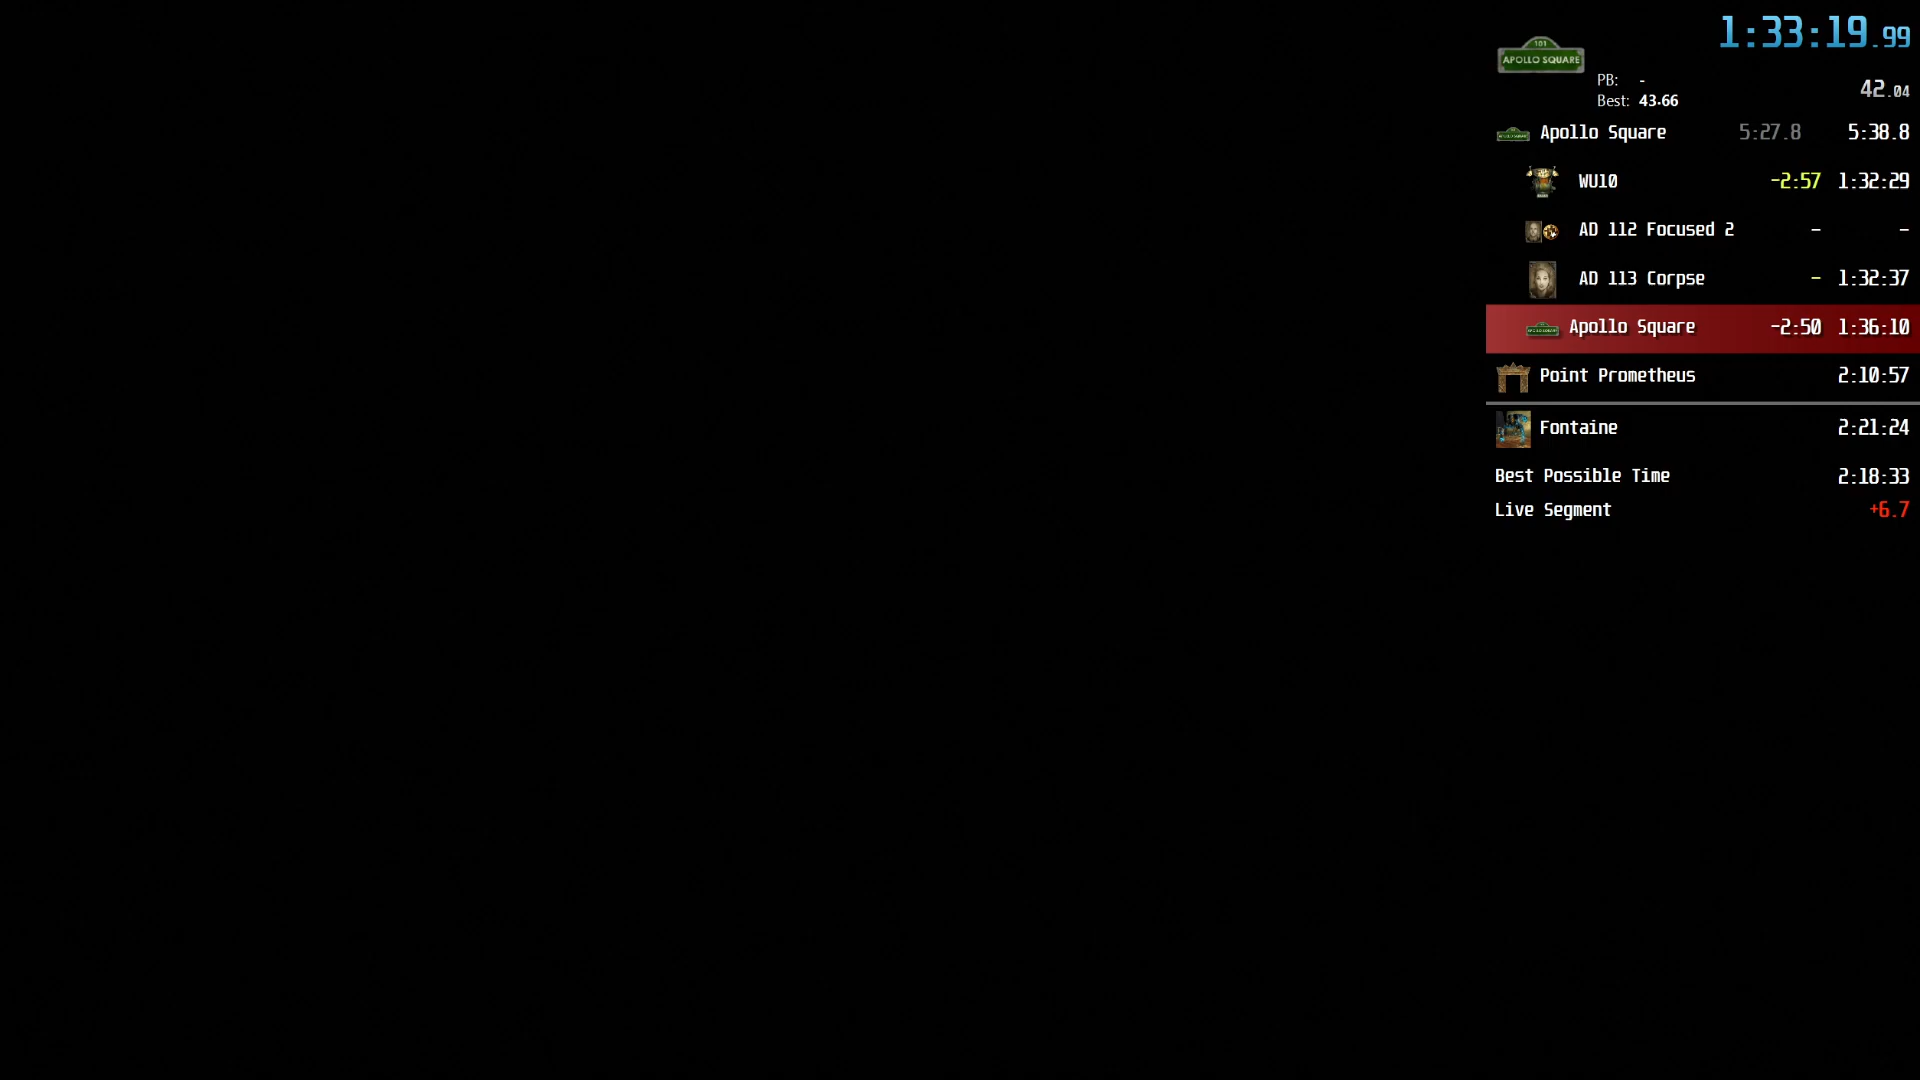 1:33:19.99
101
APOLLO SQUARE
PB: -
Best: 43.66
42.04
Apollo Square 5:27.8 5:38.8
WU10 -2:57 1:32:29
AD 112 Focused 2 - -
AD 113 Corpse - 1:32:37
Apollo Square -2:50 1:36:10
Point Prometheus 2:10:57
Fontaine 2:21:24
Best Possible Time 2:18:33
Live Segment +6.7